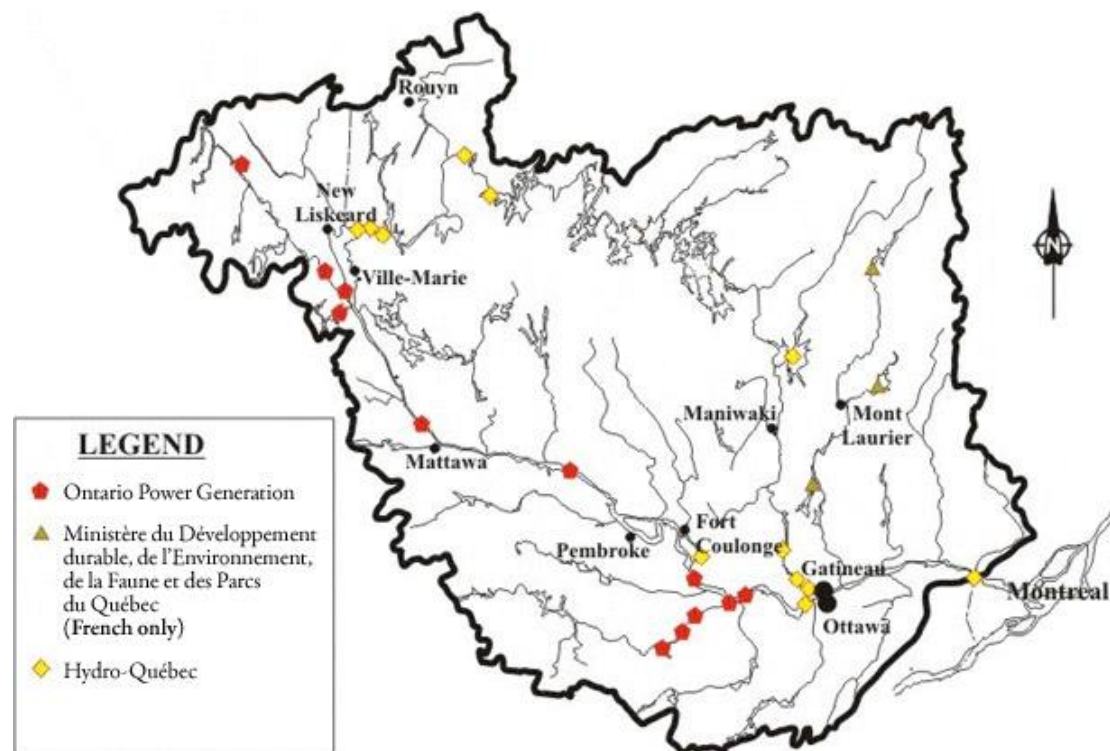 Rouyn
New
Liskeard
Ville-Marie
N
Maniwaki
Mont
Laurier
Mattawa
Fort
Coulonge
Pembroke
Gatineau
Montreal
Ottawa
LEGEND
Ontario Power Generation
Ministère du Développement
durable, de l'Environnement,
de la Faune et des Parcs
du Québec
(French only)
Hydro-Québec